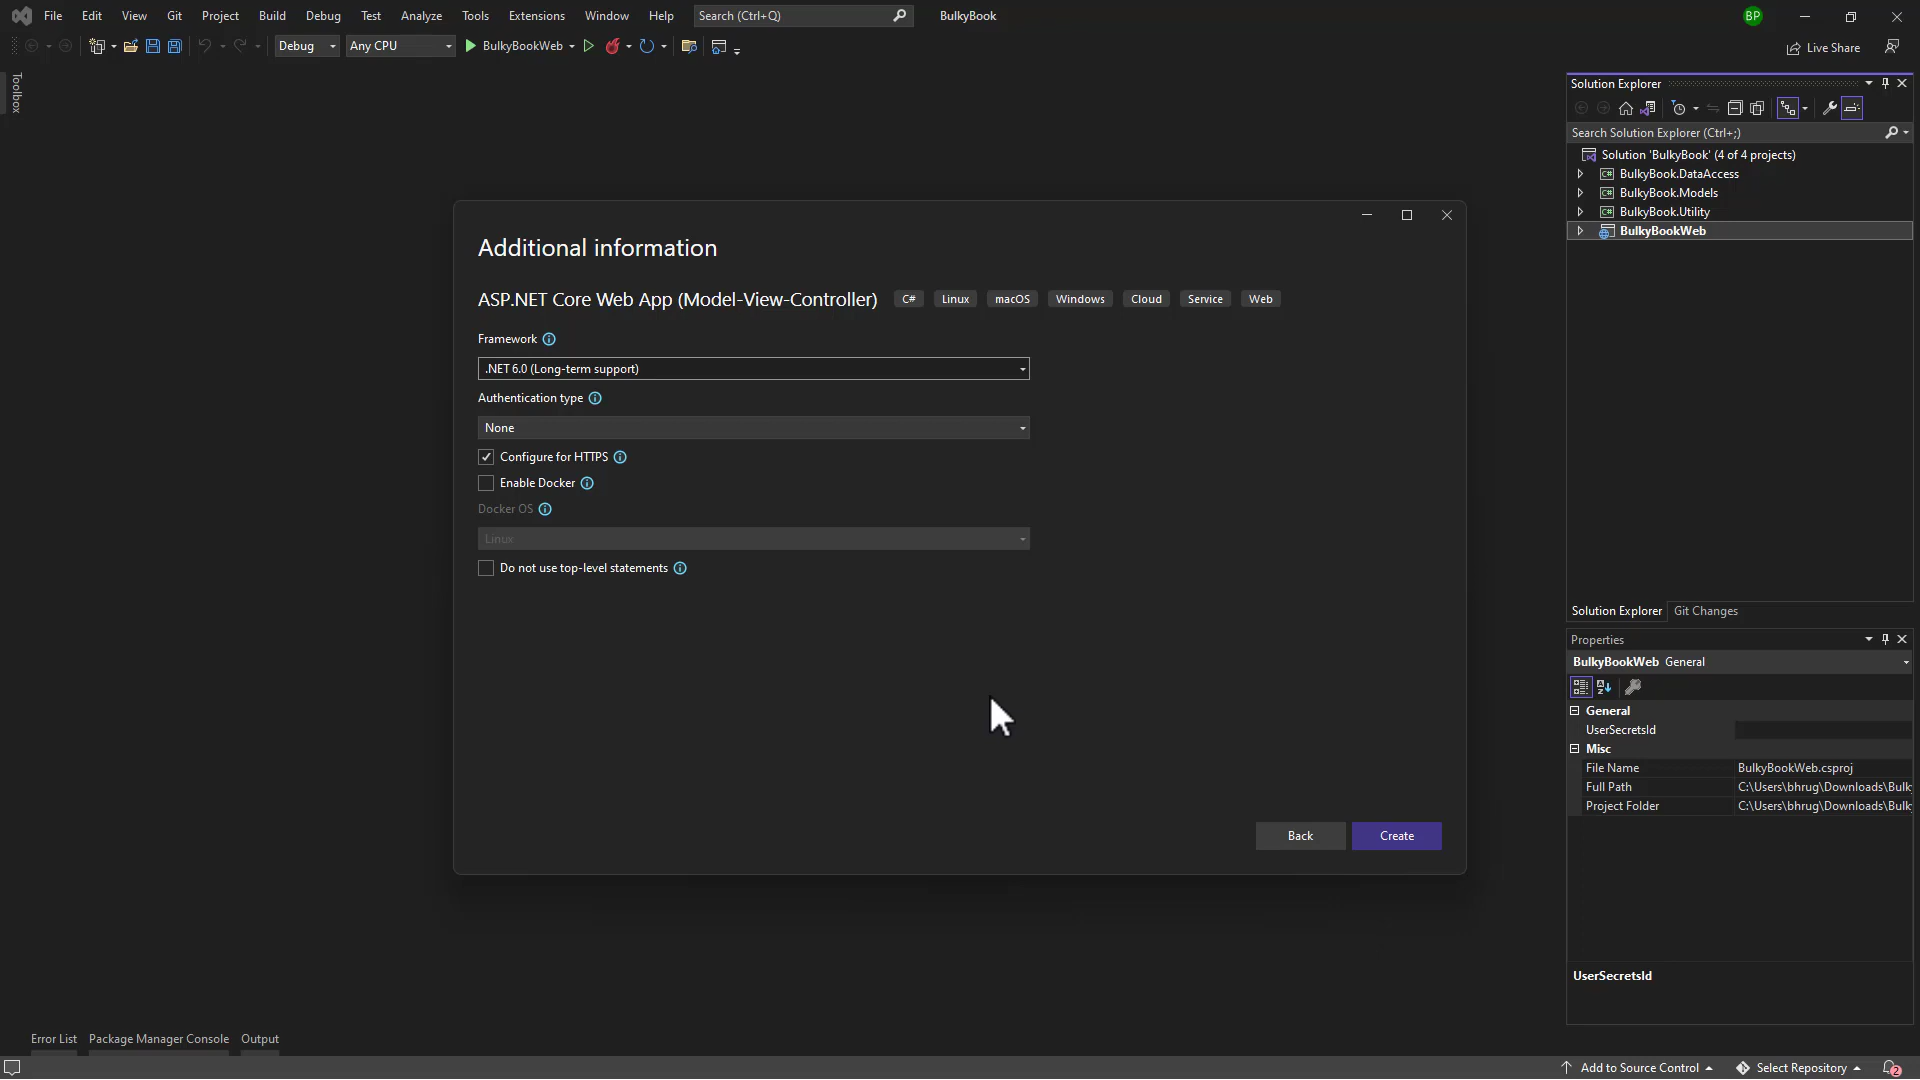 File Edit View Git Project Build Debug Test Analyze Tools Extensions Window Help Search (Ctrl+Q) BulkyBook BP
Debug Any CPU BulkyBookWeb Live Share
Toolbox
Solution Explorer
Search Solution Explorer (Ctrl+;)
Solution 'BulkyBook' (4 of 4 projects)
C# BulkyBook.DataAccess
C# BulkyBook.Models
C# BulkyBook.Utility
BulkyBookWeb
Additional information
ASP.NET Core Web App (Model-View-Controller) C# Linux macOS Windows Cloud Service Web
Framework
.NET 6.0 (Long-term support)
Authentication type
None
Configure for HTTPS
Enable Docker
Docker OS
Linux
Do not use top-level statements
Back Create
Solution Explorer Git Changes
Properties
BulkyBookWeb General
General
UserSecretsId
Misc
File Name BulkyBookWeb.csproj
Full Path C:\Users\bhrug\Downloads\Bulk
Project Folder C:\Users\bhrug\Downloads\Bulk
UserSecretsId
Error List Package Manager Console Output
Add to Source Control Select Repository 2